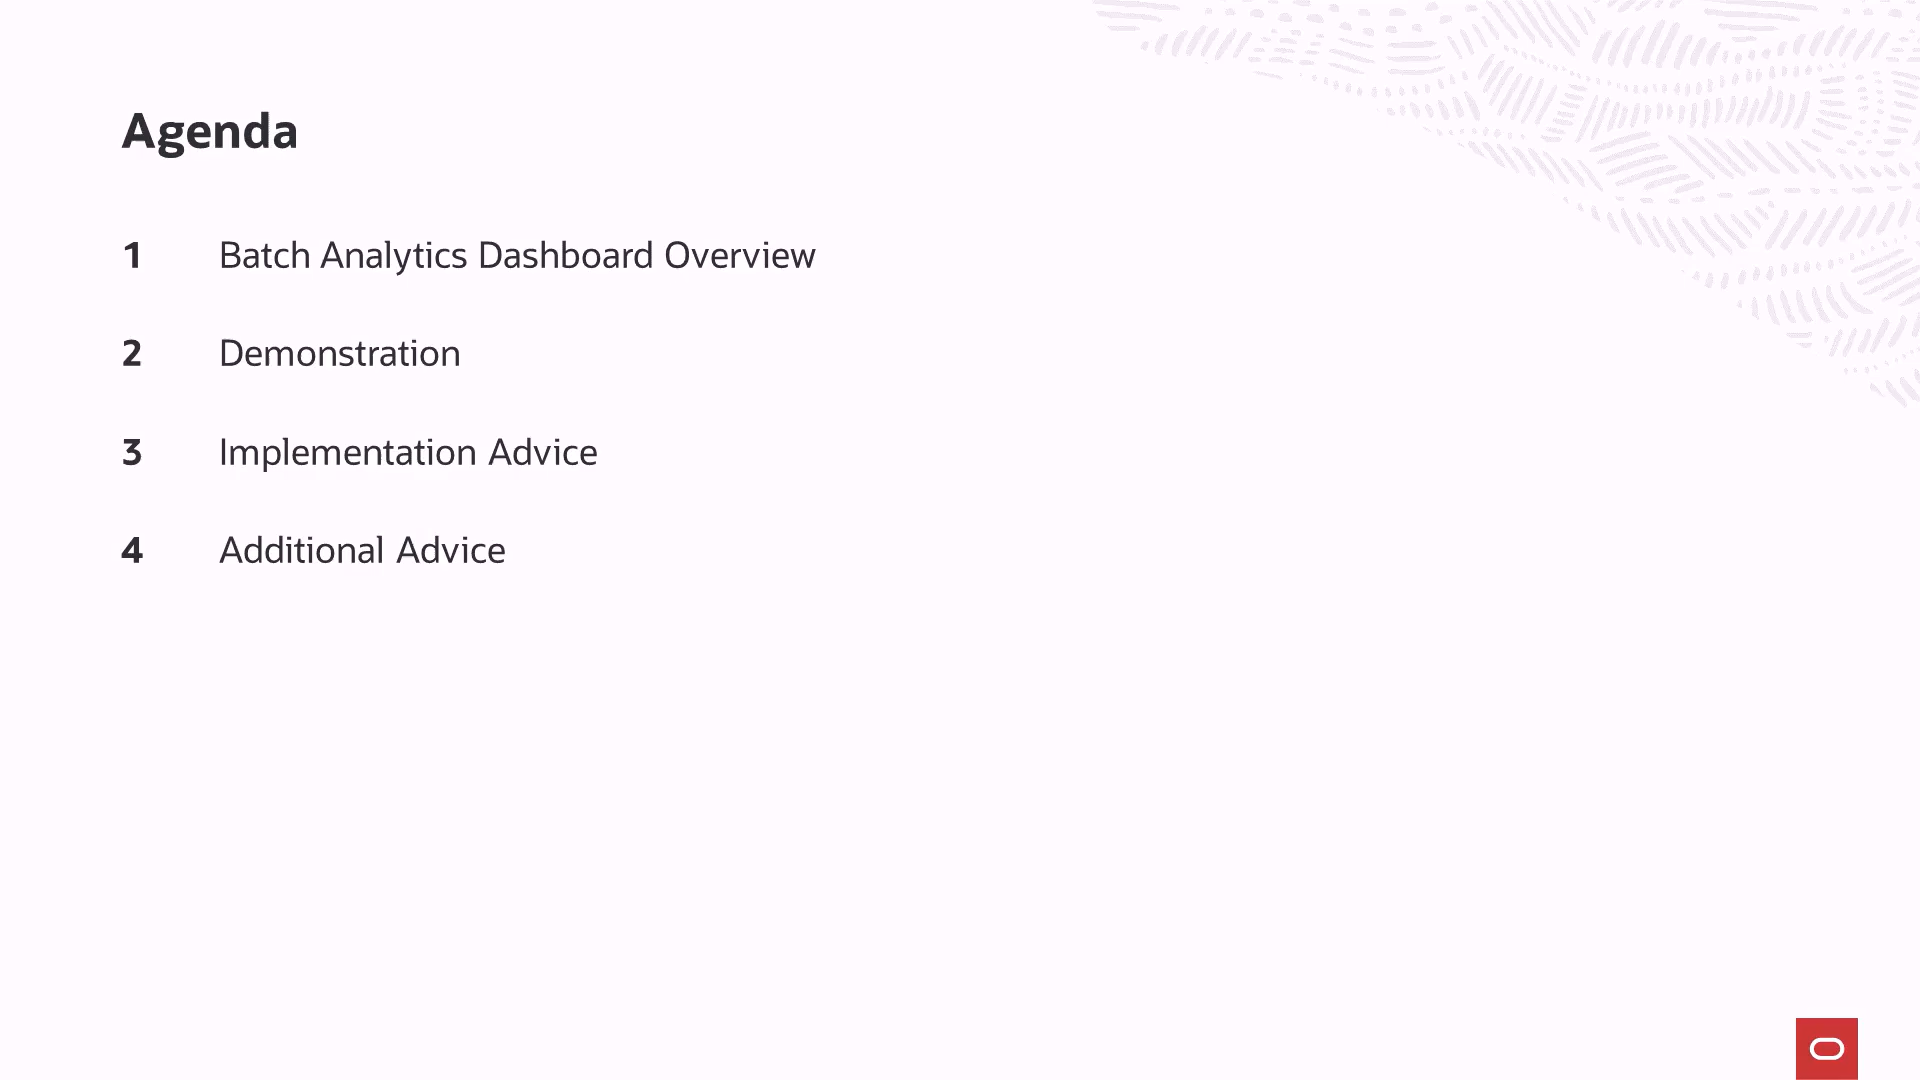 Agenda
1 Batch Analytics Dashboard Overview
2 Demonstration
3 Implementation Advice
4 Additional Advice